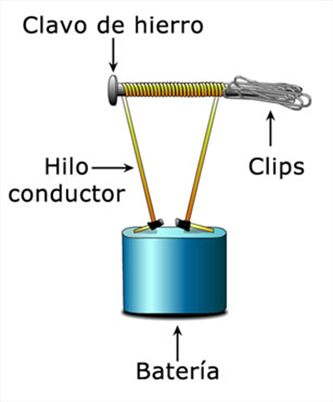 Clavo de hierro
Hilo
conductor
Clips
Batería